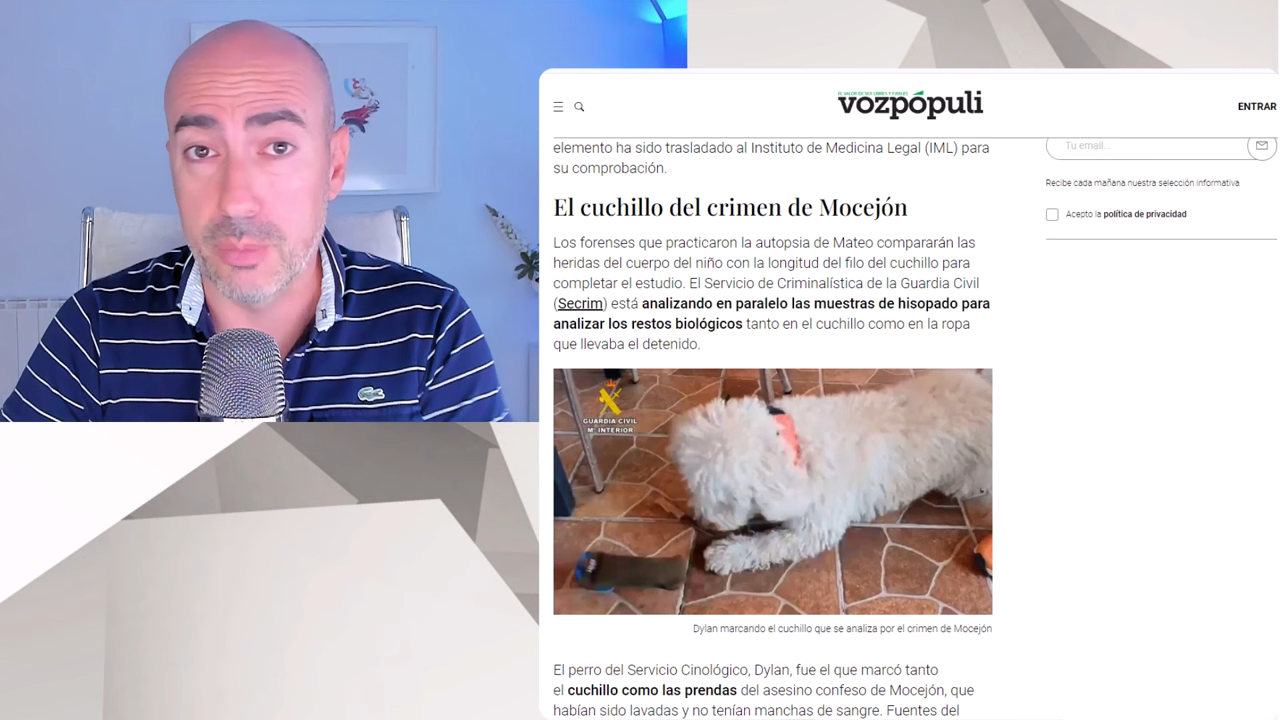 EL VALOR DE SER LIBRES Y FIABLES
vozpópuli
ENTRAR
elemento ha sido trasladado al Instituto de Medicina Legal (IML) para
su comprobación.
El cuchillo del crimen de Mocejón
Los forenses que practicaron la autopsia de Mateo compararán las
heridas del cuerpo del niño con la longitud del filo del cuchillo para
completar el estudio. El Servicio de Criminalística de la Guardia Civil
(Secrim) está analizando en paralelo las muestras de hisopado para
analizar los restos biológicos tanto en el cuchillo como en la ropa
que llevaba el detenido.
GUARDIA CIVIL
Mº INTERIOR
Dylan marcando el cuchillo que se analiza por el crimen de Mocejón
El perro del Servicio Cinológico, Dylan, fue el que marcó tanto
el cuchillo como las prendas del asesino confeso de Mocejón, que
habían sido lavadas y no tenían manchas de sangre. Fuentes del
Tu email...
Recibe cada mañana nuestra selección informativa
Acepto la política de privacidad